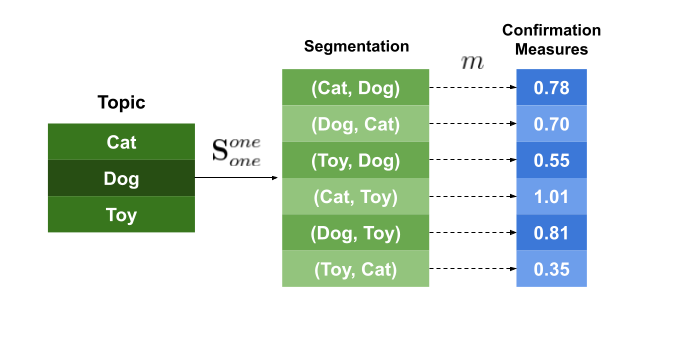 Topic
Cat
Dog
Toy
S^{one}_{one}
Segmentation
(Cat, Dog)
(Dog, Cat)
(Toy, Dog)
(Cat, Toy)
(Dog, Toy)
(Toy, Cat)
m
Confirmation
Measures
0.78
0.70
0.55
1.01
0.81
0.35